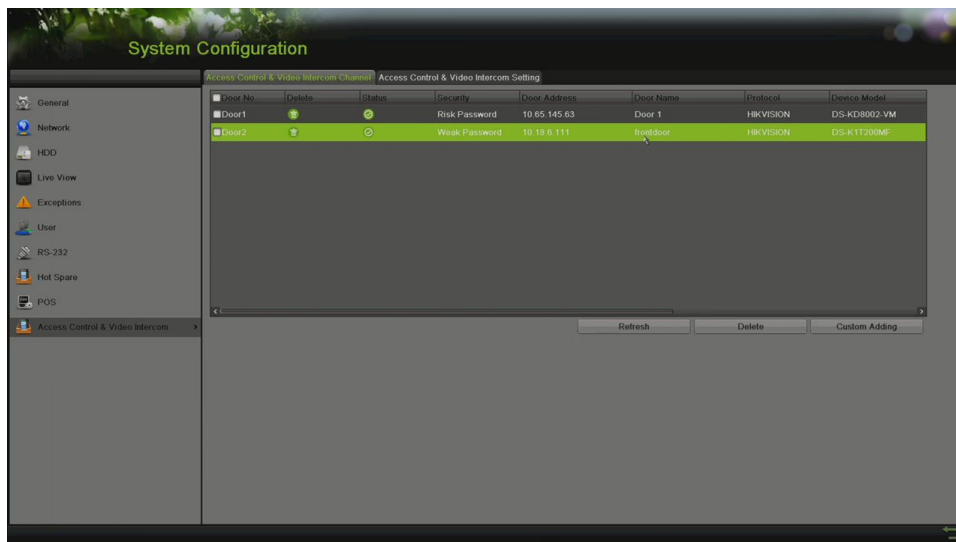 System Configuration
Access Control & Video Intercom Channel Access Control & Video Intercom Setting
General
Network
HDD
Live View
Exceptions
User
RS-232
Hot Spare
POS
Access Control & Video Intercom
Door No. Delete Status Security Door Address Door Name Protocol Device Model
Door1 Risk Password 10.65.145.63 Door 1 HIKVISION DS-KD8002-VM
Door2 Weak Password 10.18.6.111 frontdoor HIKVISION DS-K1T200MF
Refresh Delete Custom Adding